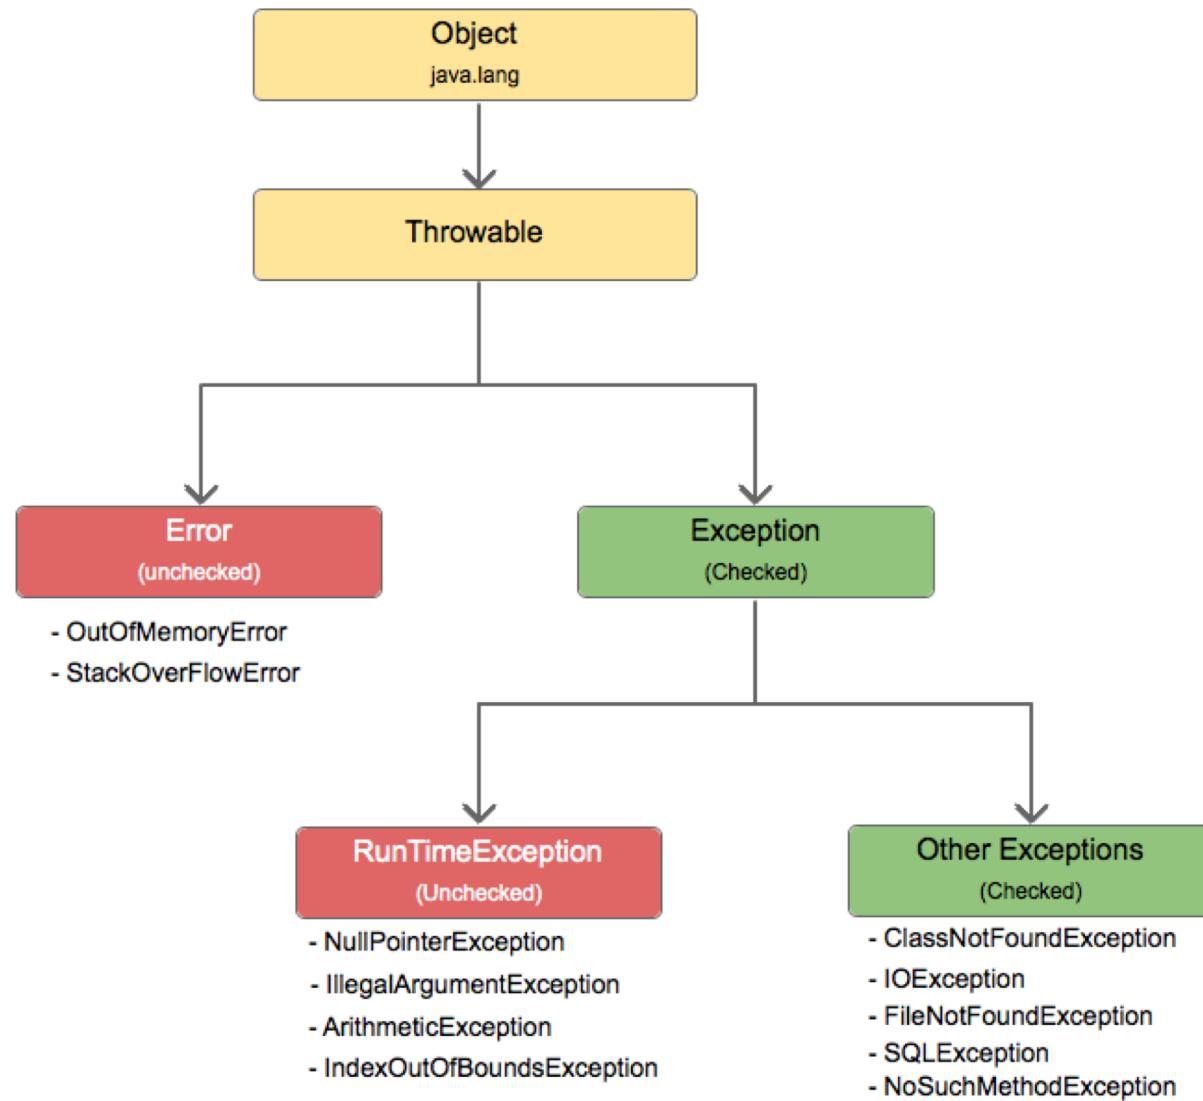 Object
java.lang
Throwable
Error
(unchecked)
- OutOfMemoryError
- StackOverFlowError
Exception
(Checked)
RunTimeException
(Unchecked)
- NullPointerException
- IllegalArgumentException
- ArithmeticException
- IndexOutOfBoundsException
Other Exceptions
(Checked)
- ClassNotFoundException
- IOException
- FileNotFoundException
- SQLException
- NoSuchMethodException